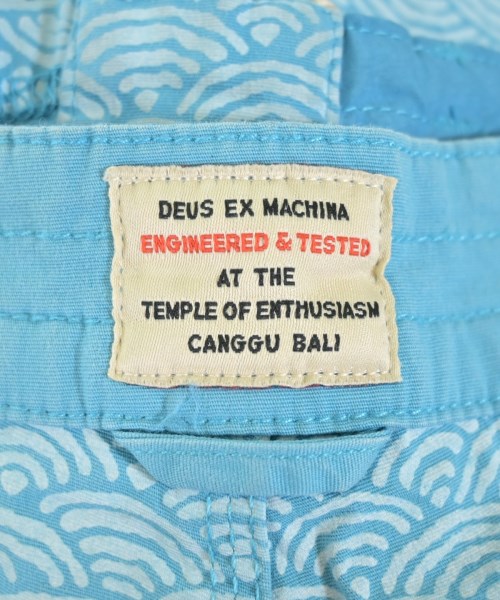 DEUS EX MACHINA
ENGINEERED & TESTED
AT THE
TEMPLE OF ENTHUSIASM
CANGGU BALI